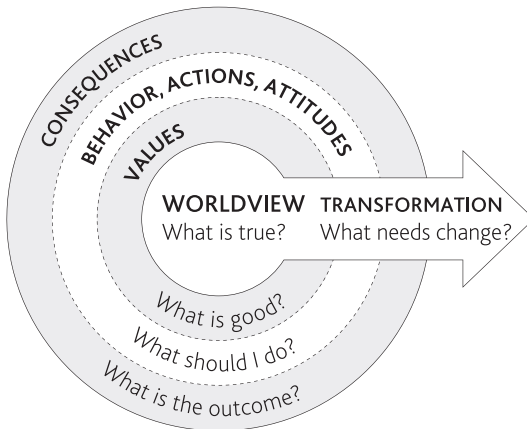 CONSEQUENCES
BEHAVIOR, ACTIONS, ATTITUDES
VALUES
WORLDVIEW
What is true?
TRANSFORMATION
What needs change?
What is good?
What should I do?
What is the outcome?